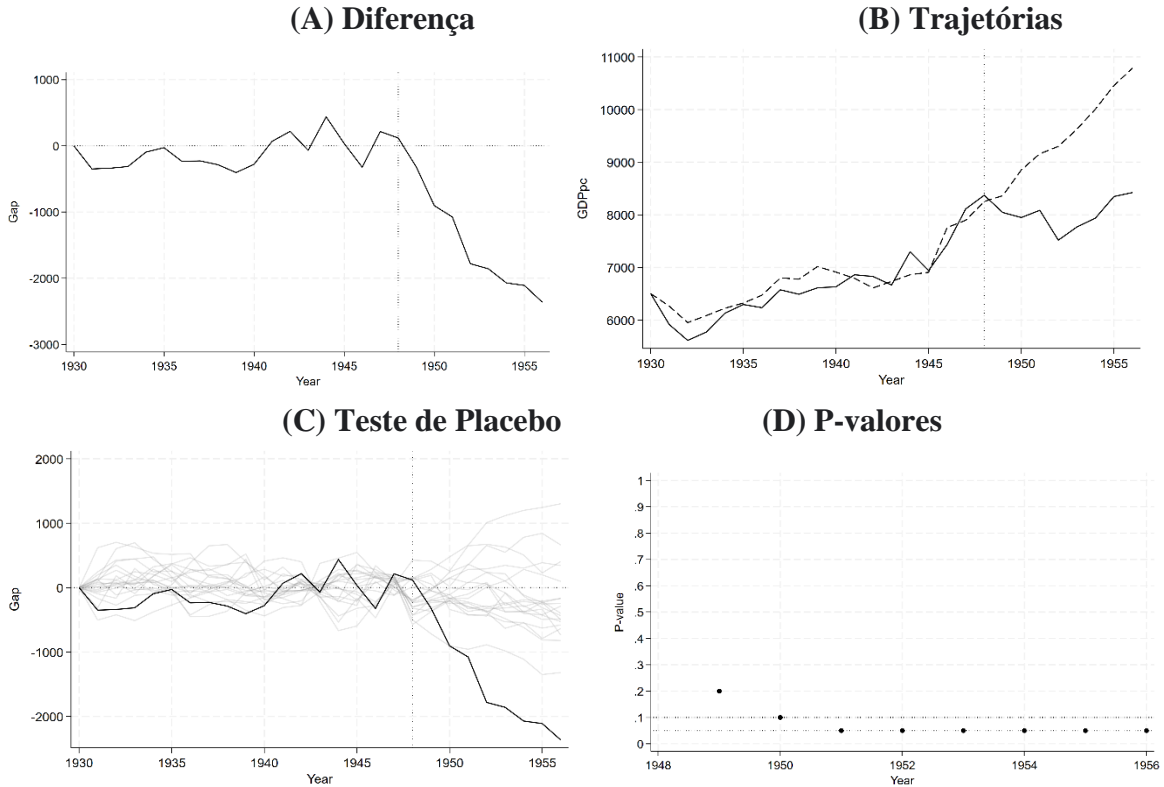 (A) Diferença
1000
0
-1000
-2000
-3000
Gap
1930 1935 1940 1945 1950 1955
Year
(B) Trajetórias
11000
10000
9000
8000
7000
6000
GDPpc
1930 1935 1940 1945 1950 1955
Year
(C) Teste de Placebo
2000
1000
0
-1000
-2000
Gap
1930 1935 1940 1945 1950 1955
Year
(D) P-valores
1
.9
.8
.7
.6
.5
.4
.3
.2
.1
0
P-value
1948 1950 1952 1954 1956
Year